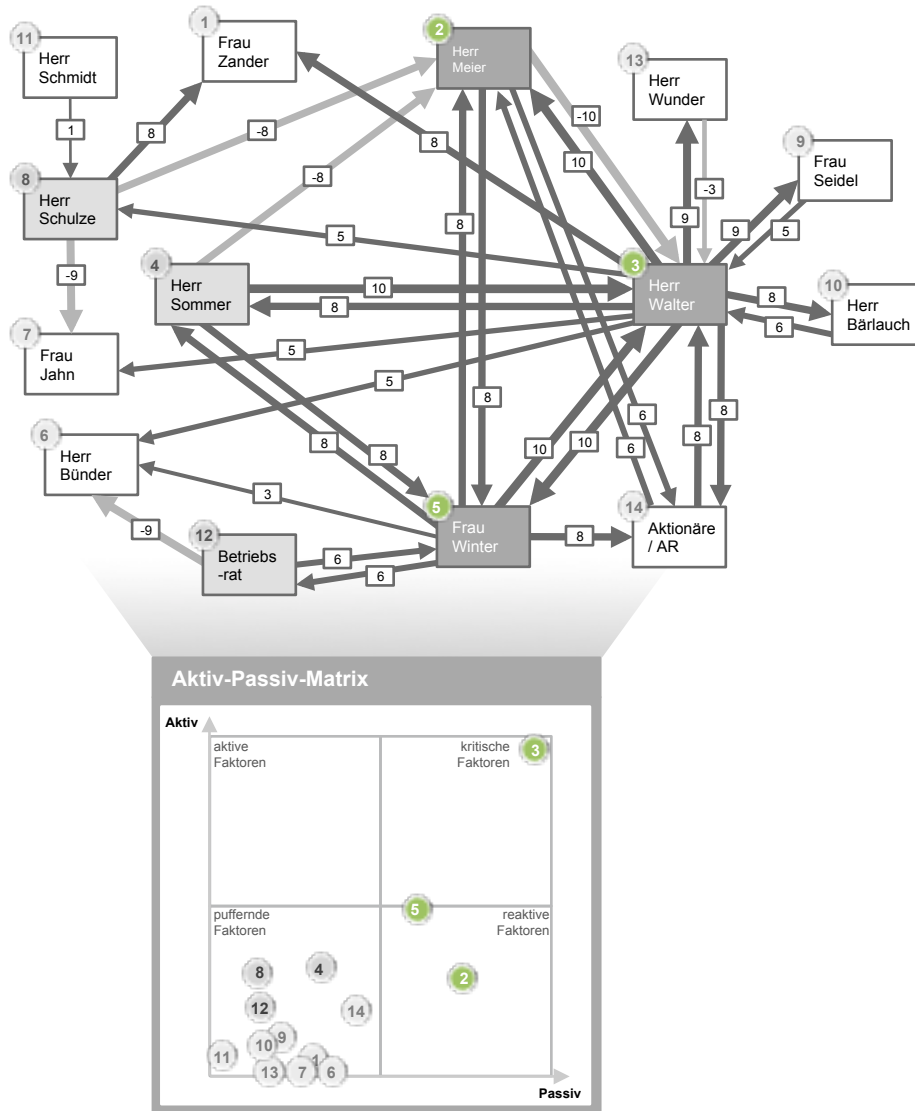 11
Herr
Schmidt
1
Frau
Zander
2
Herr
Meier
13
Herr
Wunder
9
Frau
Seidel
1
8
-8
-8
8
-10
10
9
-3
9
5
8
Herr
Schulze
5
8
3
Herr
Walter
4
Herr
Sommer
10
8
8
6
10
Herr
Bärlauch
-9
7
Frau
Jahn
5
5
8
6
6
8
8
6
Herr
Bünder
8
8
10
10
3
-9
12
Betriebs
-rat
6
6
5
Frau
Winter
8
14
Aktionäre
/ AR
Aktiv-Passiv-Matrix
Aktiv
aktive
Faktoren
kritische
Faktoren
3
5
puffernde
Faktoren
reaktive
Faktoren
8
4
2
12
14
9
10
11
1
13
7
6
Passiv